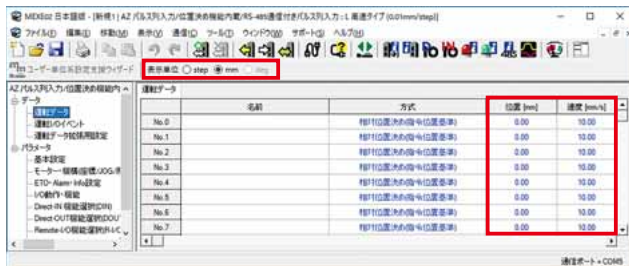 MEXE02 日本語版 - [新規1] AZ パルス列入力/位置決め機能内蔵/RS-485通信付きパルス列入力 : L 高速タイプ (0.01mm/step)]
ファイル(F) 編集(E) 移動(M) 表示(V) 通信(C) ツール(T) ウィンドウ(W) サポート(S) ヘルプ(H)
ユーザー単位系設定支援ウィザード 表示単位 step mm deg
AZ パルス列入力/位置決め機能内
データ
運転データ
運転I/Oイベント
運転データ拡張用設定
パラメータ
基本設定
モーター・機構(座標/JOG/原
ETO・Alarm・Info設定
I/O動作・機能
Direct-IN 機能選択(DIN)
Direct-OUT機能選択(DOU
Remote-I/O機能選択(R-I/C
運転データ
名前 方式 位置 [mm] 速度 [mm/s]
No.0 相対位置決め(指令位置基準) 0.00 10.00
No.1 相対位置決め(指令位置基準) 0.00 10.00
No.2 相対位置決め(指令位置基準) 0.00 10.00
No.3 相対位置決め(指令位置基準) 0.00 10.00
No.4 相対位置決め(指令位置基準) 0.00 10.00
No.5 相対位置決め(指令位置基準) 0.00 10.00
No.6 相対位置決め(指令位置基準) 0.00 10.00
No.7 相対位置決め(指令位置基準) 0.00 10.00
通信ポート = COM5